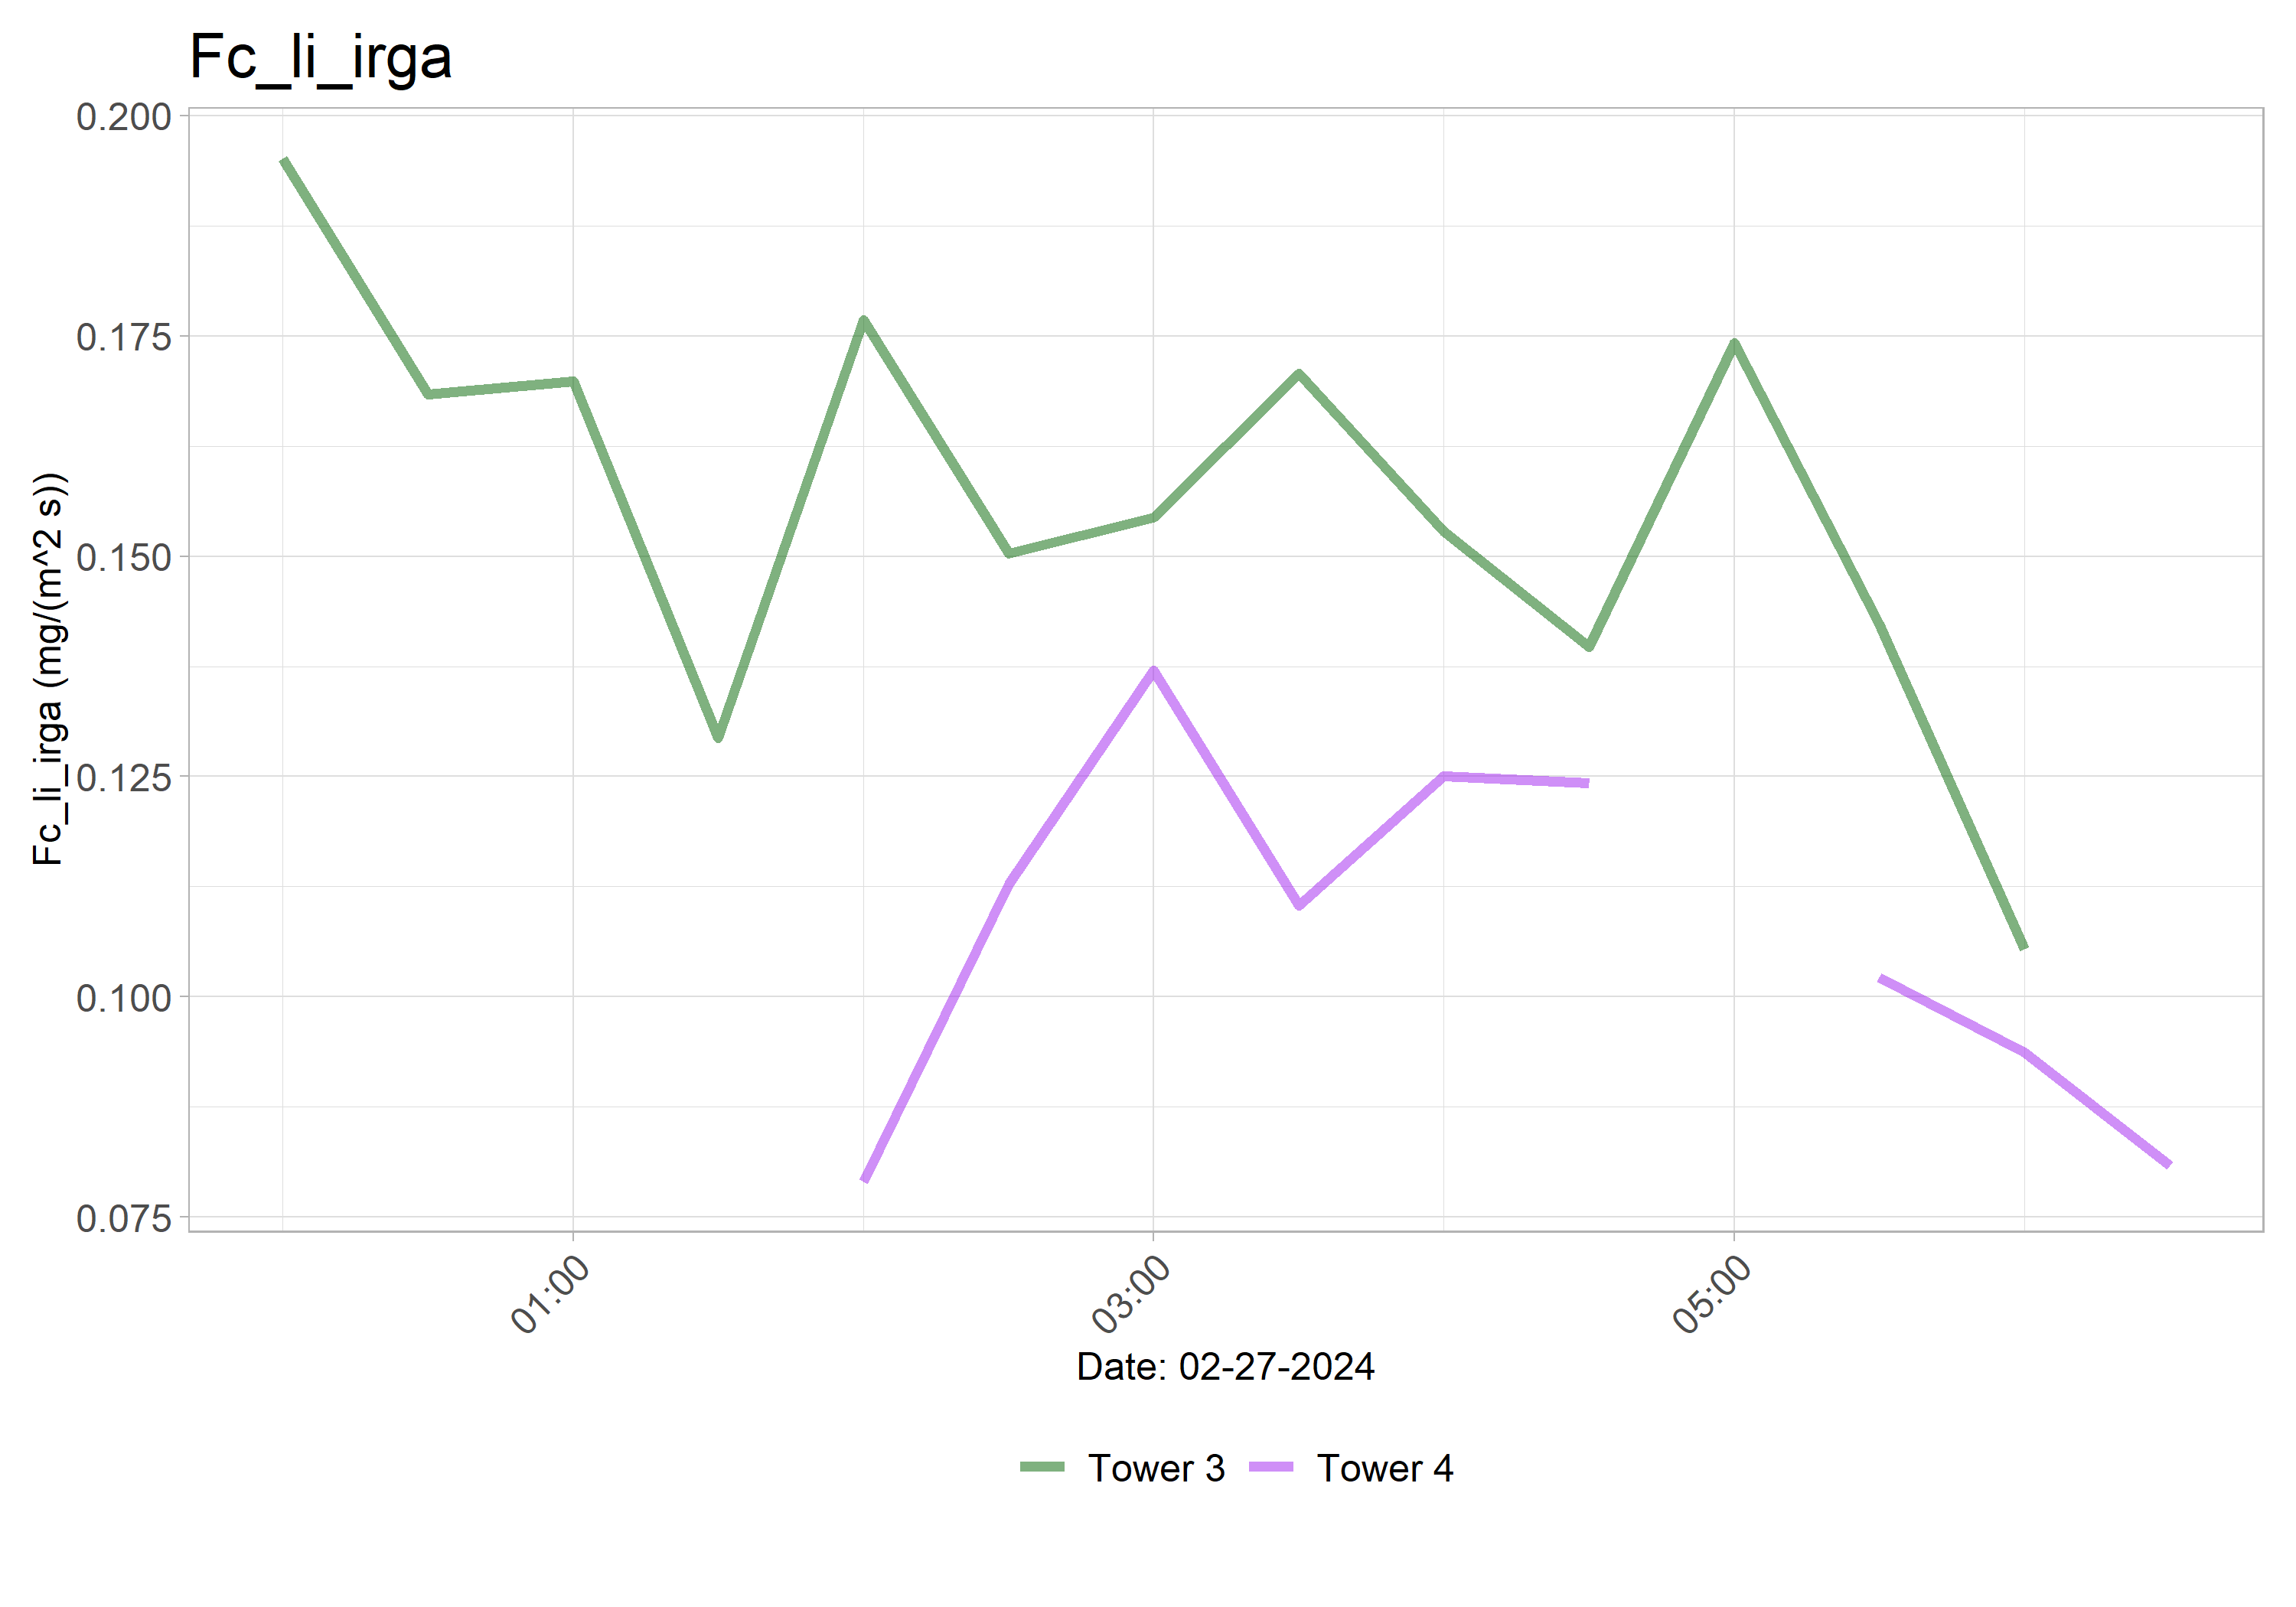 Fc_li_irga
0.200
0.175
0.150
0.125
0.100
0.075
Fc_li_irga (mg/(m^2 s))
01:00
03:00
05:00
Date: 02-27-2024
Tower 3
Tower 4